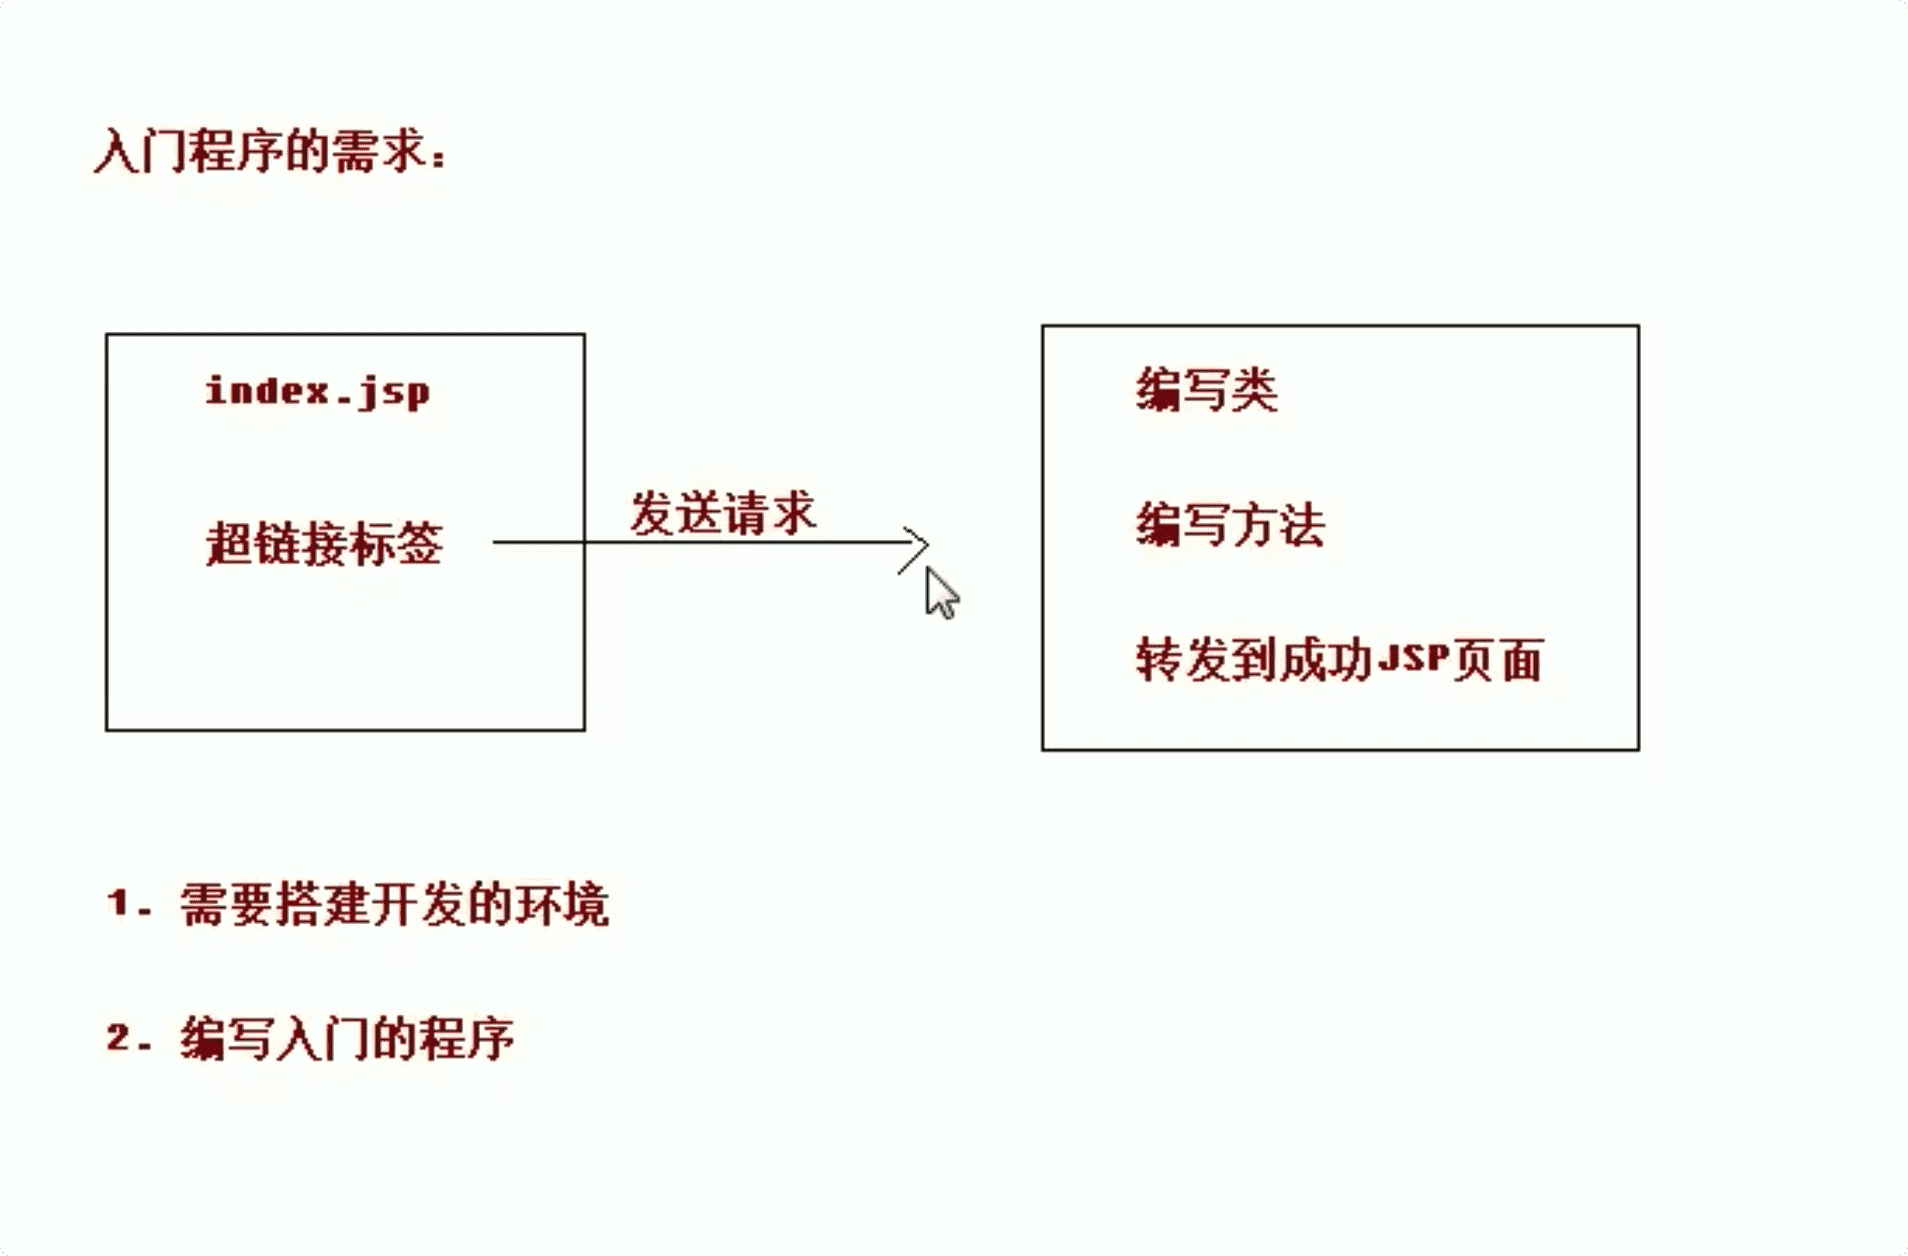 入门程序的需求：
index.jsp
超链接标签
发送请求
编写类
编写方法
转发到成功JSP页面
1. 需要搭建开发的环境
2. 编写入门的程序